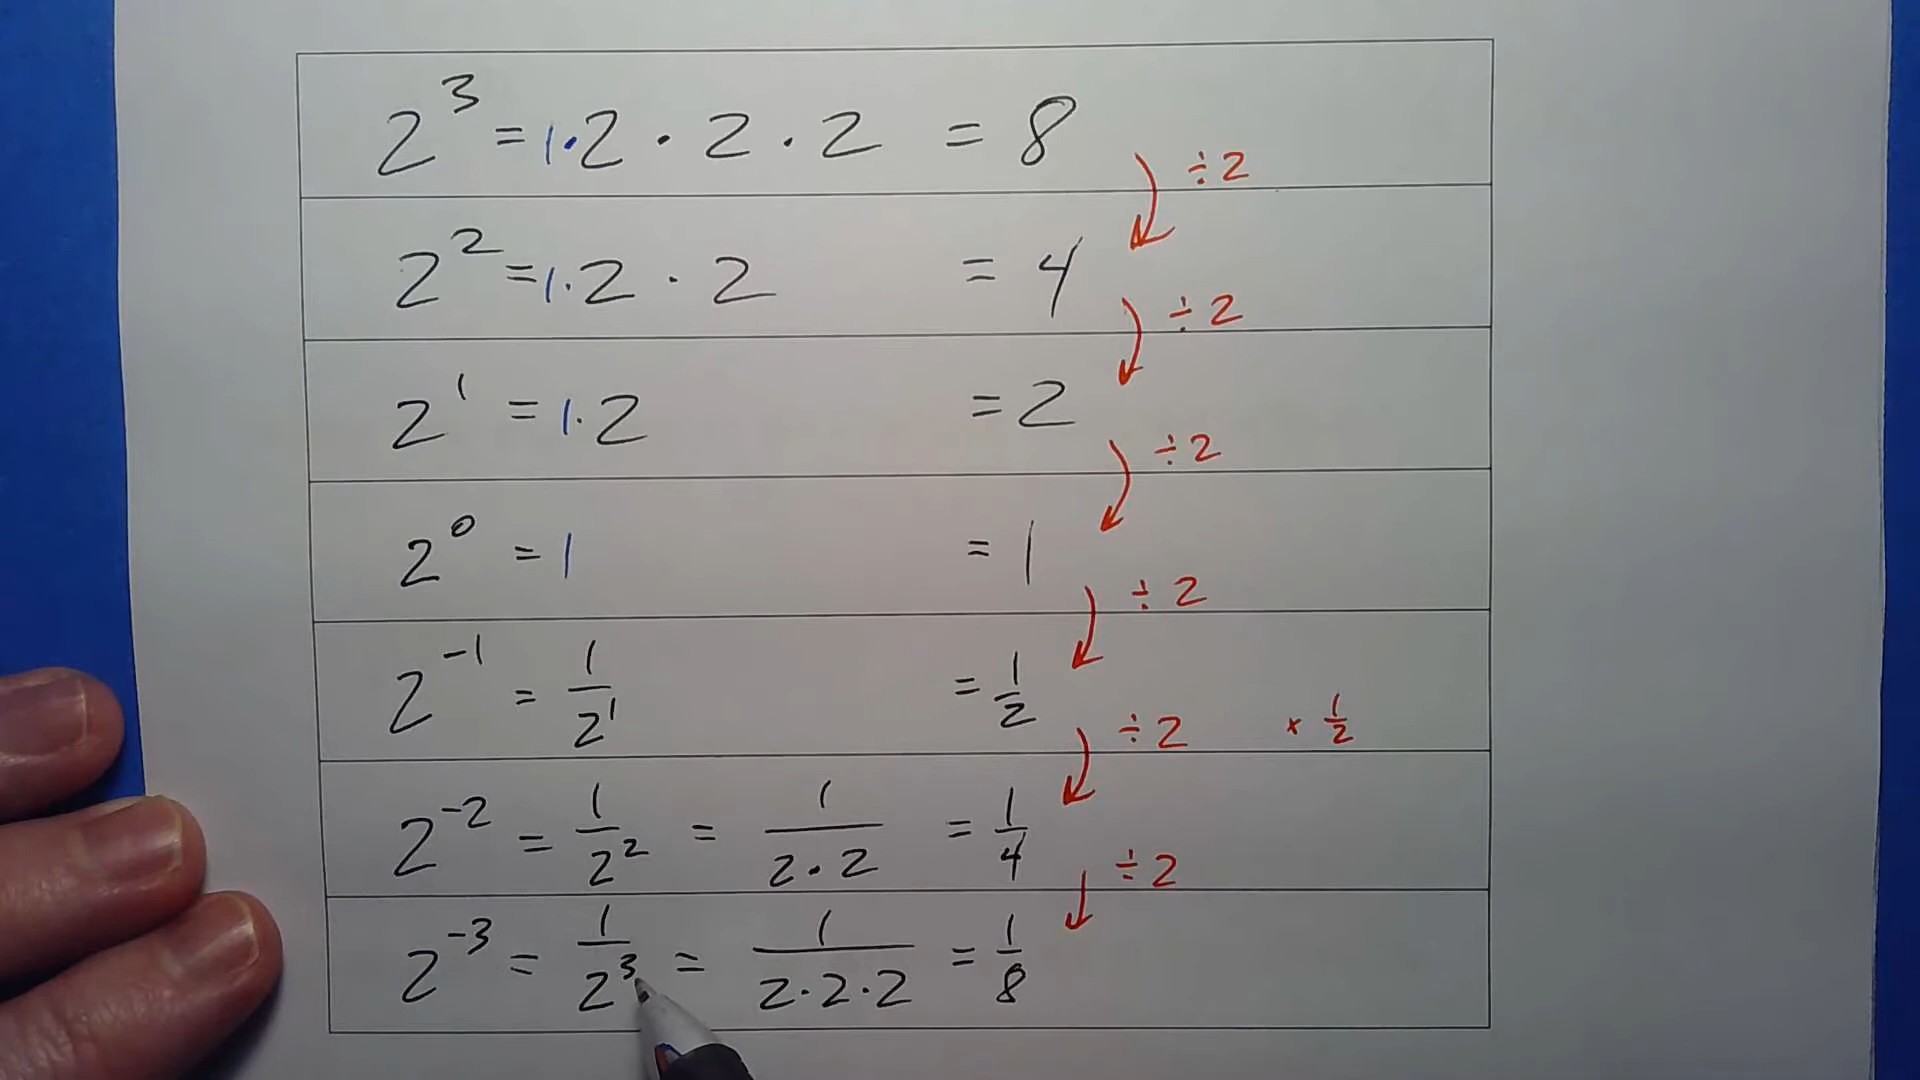 2³ = 1·2 · 2 · 2 = 8
÷2
2² = 1·2 · 2 = 4
÷2
2¹ = 1·2 = 2
÷2
2⁰ = 1 = 1
÷2
2⁻¹ = 1/2¹ = 1/2
÷2 × 1/2
2⁻² = 1/2² = 1/(2·2) = 1/4
÷2
2⁻³ = 1/2³ = 1/(2·2·2) = 1/8